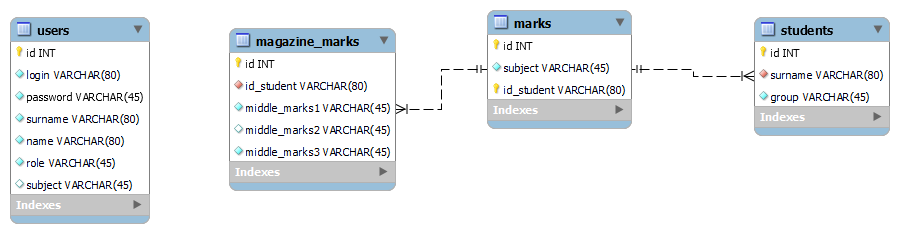 users
id INT
login VARCHAR(80)
password VARCHAR(45)
surname VARCHAR(80)
name VARCHAR(80)
role VARCHAR(45)
subject VARCHAR(45)
Indexes
magazine_marks
id INT
id_student VARCHAR(80)
middle_marks1 VARCHAR(45)
middle_marks2 VARCHAR(45)
middle_marks3 VARCHAR(45)
Indexes
marks
id INT
subject VARCHAR(45)
id_student VARCHAR(80)
Indexes
students
id INT
surname VARCHAR(80)
group VARCHAR(45)
Indexes